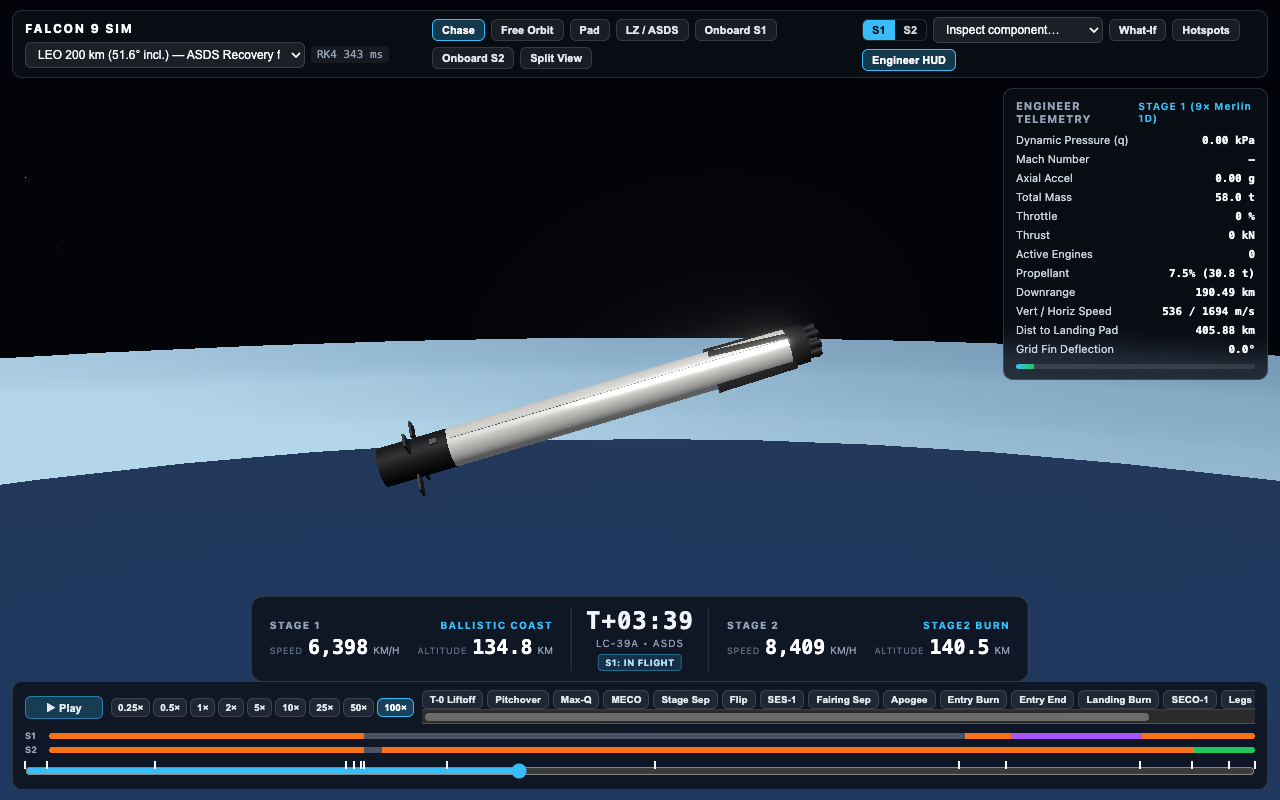 FALCON 9 SIM
LEO 200 km (51.6° incl.) — ASDS Recovery f
RK4 343 ms
Chase
Free Orbit
Pad
LZ / ASDS
Onboard S1
Onboard S2
Split View
S1
S2
Inspect component...
What-If
Hotspots
Engineer HUD
ENGINEER TELEMETRY
STAGE 1 (9× Merlin 1D)
Dynamic Pressure (q) 0.00 kPa
Mach Number —
Axial Accel 0.00 g
Total Mass 58.0 t
Throttle 0 %
Thrust 0 kN
Active Engines 0
Propellant 7.5% (30.8 t)
Downrange 190.49 km
Vert / Horiz Speed 536 / 1694 m/s
Dist to Landing Pad 405.88 km
Grid Fin Deflection 0.0°
STAGE 1 BALLISTIC COAST
SPEED 6,398 KM/H ALTITUDE 134.8 KM
T+03:39
LC-39A • ASDS
S1: IN FLIGHT
STAGE 2 STAGE2 BURN
SPEED 8,409 KM/H ALTITUDE 140.5 KM
▶ Play
0.25×
0.5×
1×
2×
5×
10×
25×
50×
100×
T-0 Liftoff
Pitchover
Max-Q
MECO
Stage Sep
Flip
SES-1
Fairing Sep
Apogee
Entry Burn
Entry End
Landing Burn
SECO-1
Legs
S1
S2